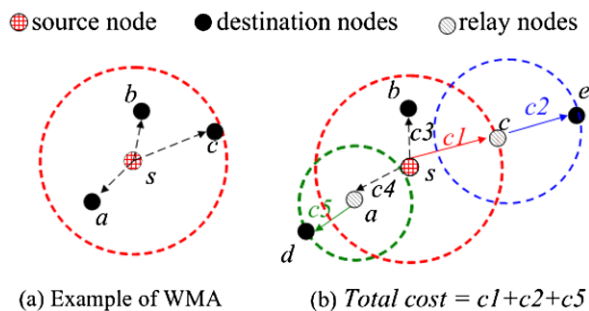 source node destination nodes relay nodes
b
c
s
a
b
c
e
c1
c2
c3
s
c4
a
c5
d
(a) Example of WMA
(b) Total cost = c1+c2+c5